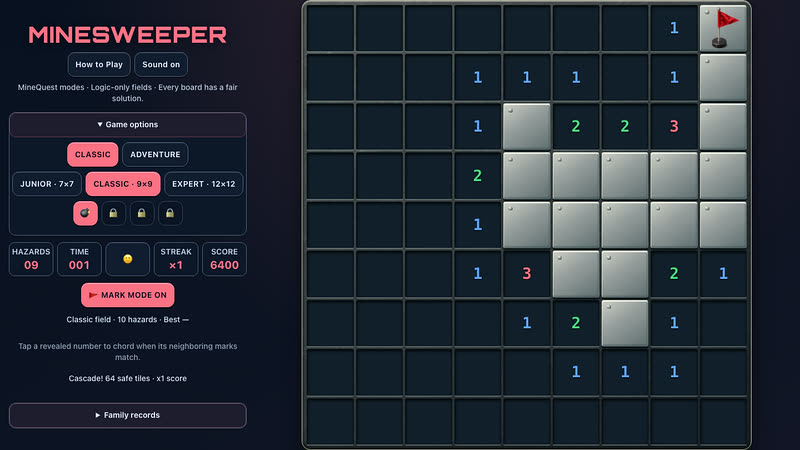 MINESWEEPER
How to Play
Sound on
MineQuest modes · Logic-only fields · Every board has a fair
solution.
▼ Game options
CLASSIC
ADVENTURE
JUNIOR · 7×7
CLASSIC · 9×9
EXPERT · 12×12
HAZARDS
09
TIME
001
STREAK
×1
SCORE
6400
MARK MODE ON
Classic field · 10 hazards · Best —
Tap a revealed number to chord when its neighboring marks
match.
Cascade! 64 safe tiles · x1 score
▶ Family records
1
1 1 1 1
1 2 2 3
2
1
1 3 2 1
1 2 1
1 1 1